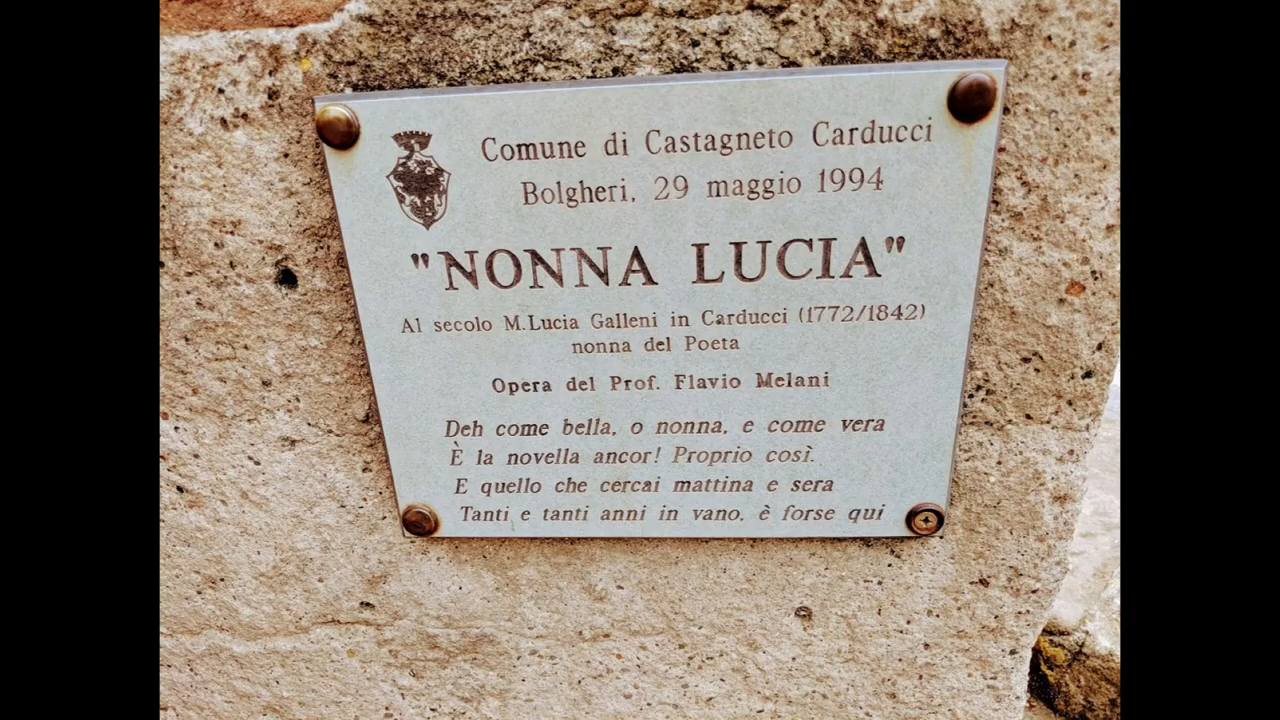 Comune di Castagneto Carducci
Bolgheri, 29 maggio 1994
"NONNA LUCIA"
Al secolo M.Lucia Galleni in Carducci (1772/1842)
nonna del Poeta
Opera del Prof. Flavio Melani
Deh come bella, o nonna, e come vera
È la novella ancor! Proprio così.
E quello che cercai mattina e sera
Tanti e tanti anni in vano, è forse qui